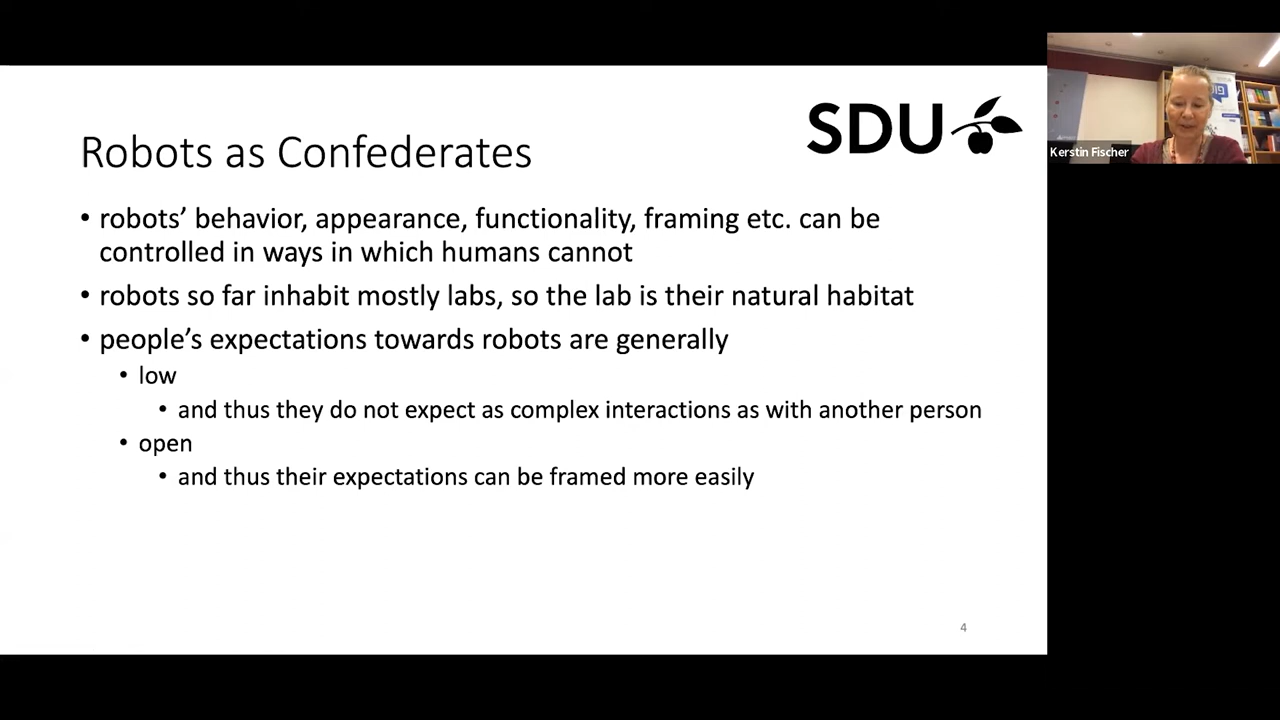 Robots as Confederates
SDU
• robots’ behavior, appearance, functionality, framing etc. can be
controlled in ways in which humans cannot
• robots so far inhabit mostly labs, so the lab is their natural habitat
• people’s expectations towards robots are generally
• low
• and thus they do not expect as complex interactions as with another person
• open
• and thus their expectations can be framed more easily
4
Kerstin Fischer